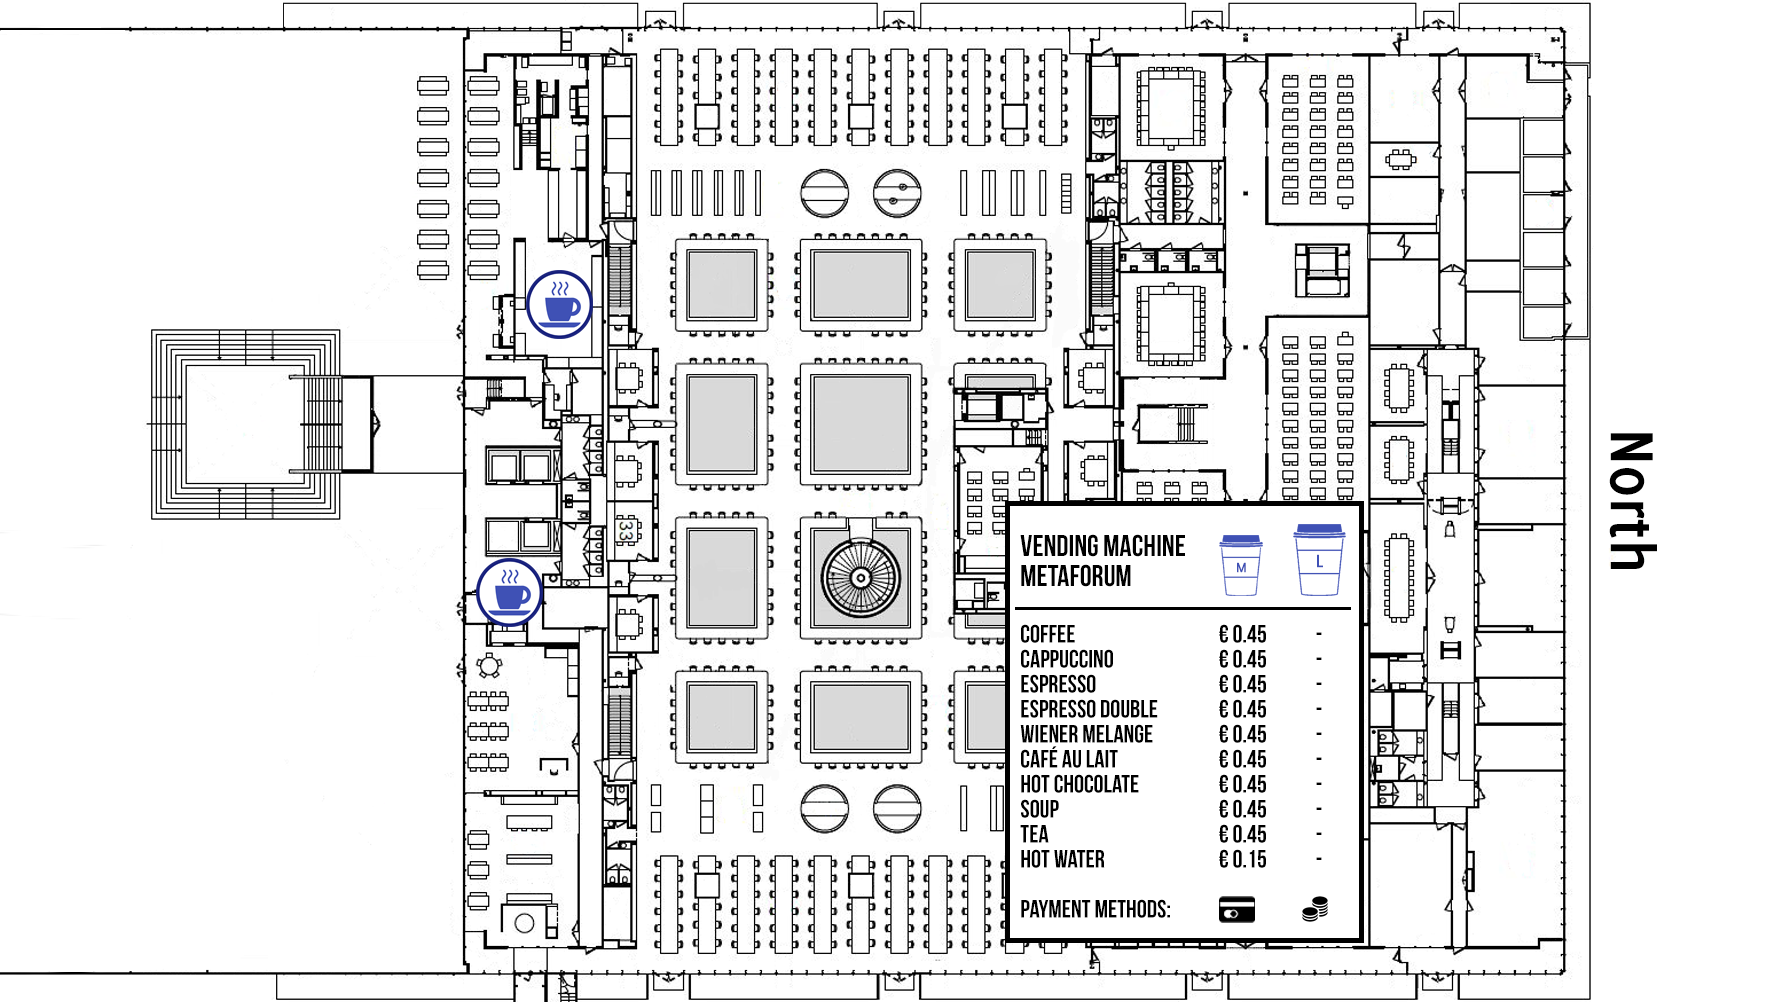 North
33
VENDING MACHINE
METAFORUM
M
L
COFFEE € 0.45 -
CAPPUCCINO € 0.45 -
ESPRESSO € 0.45 -
ESPRESSO DOUBLE € 0.45 -
WIENER MELANGE € 0.45 -
CAFÉ AU LAIT € 0.45 -
HOT CHOCOLATE € 0.45 -
SOUP € 0.45 -
TEA € 0.45 -
HOT WATER € 0.15 -
PAYMENT METHODS: